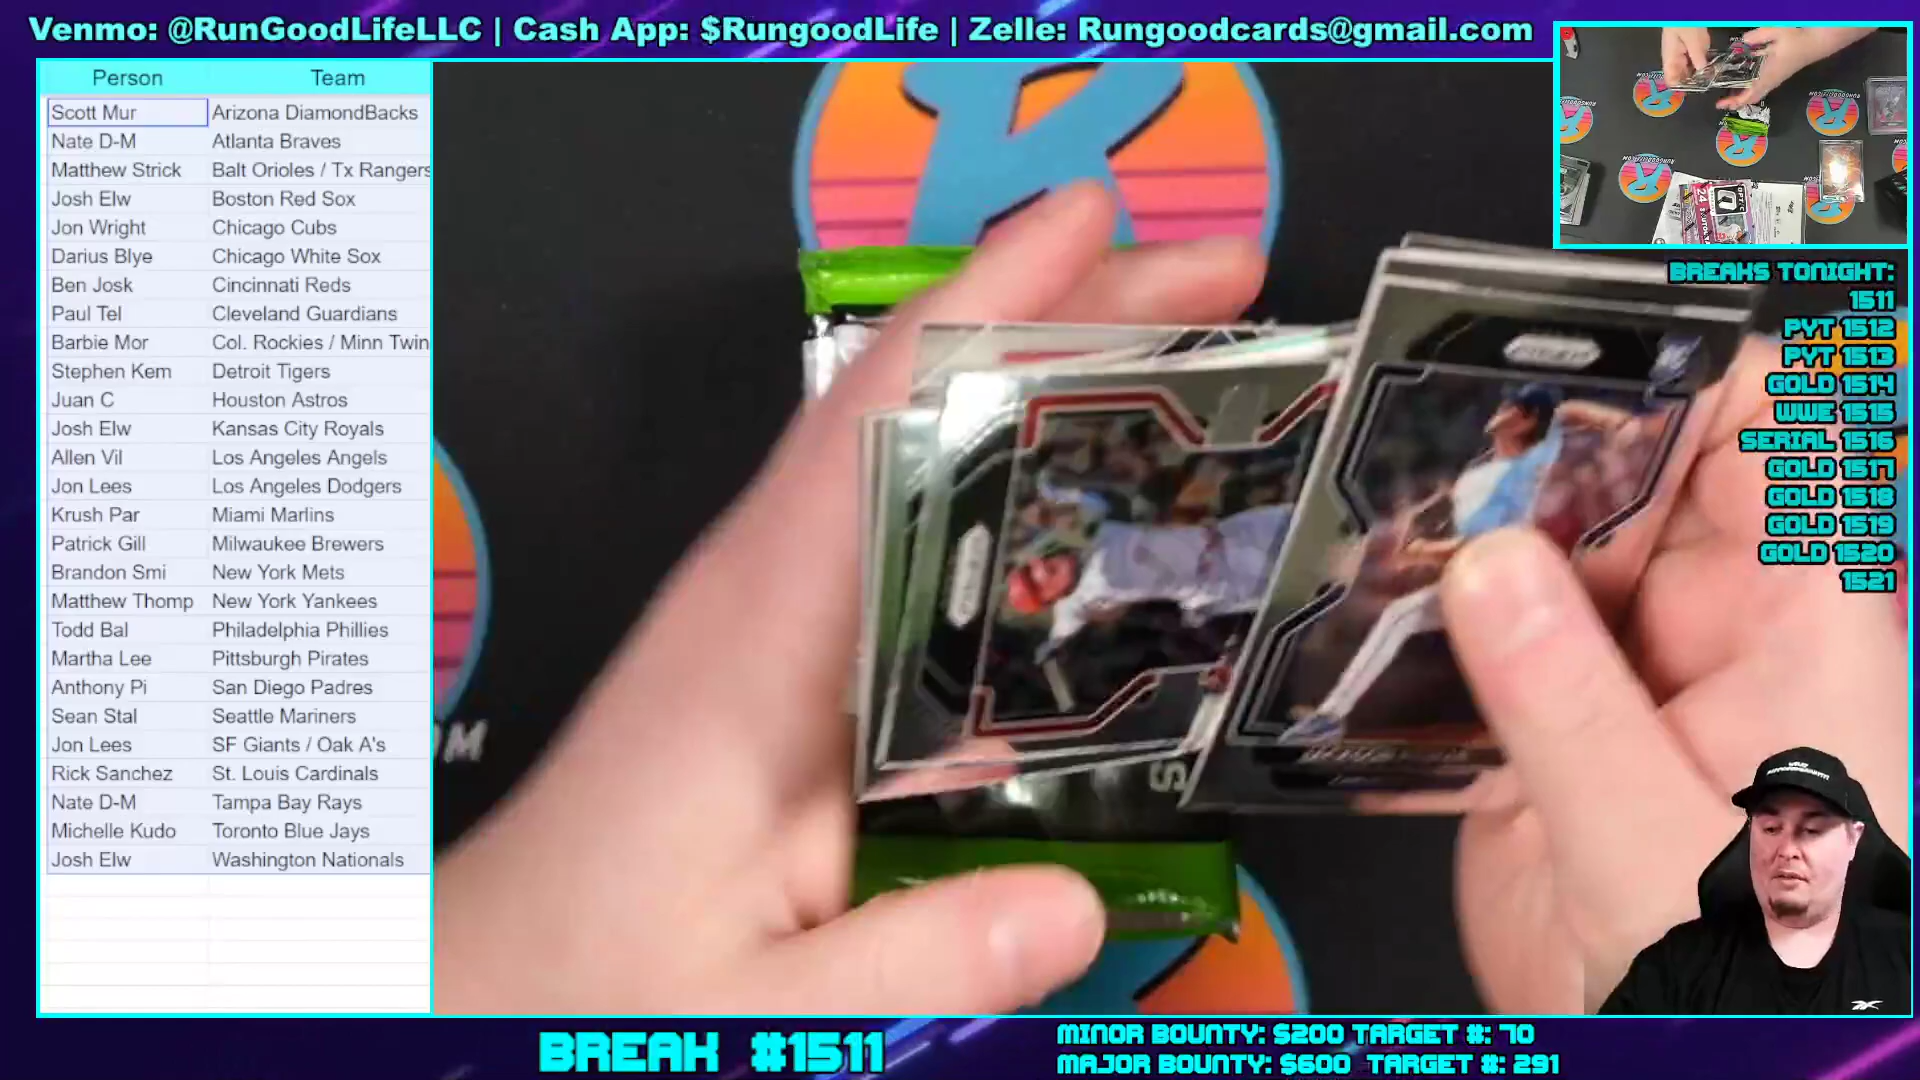 Venmo: @RunGoodLifeLLC | Cash App: $RungoodLife | Zelle: Rungoodcards@gmail.com
Person Team
Scott Mur Arizona DiamondBacks
Nate D-M Atlanta Braves
Matthew Strick Balt Orioles / Tx Rangers
Josh Elw Boston Red Sox
Jon Wright Chicago Cubs
Darius Blye Chicago White Sox
Ben Josk Cincinnati Reds
Paul Tel Cleveland Guardians
Barbie Mor Col. Rockies / Minn Twin
Stephen Kem Detroit Tigers
Juan C Houston Astros
Josh Elw Kansas City Royals
Allen Vil Los Angeles Angels
Jon Lees Los Angeles Dodgers
Krush Par Miami Marlins
Patrick Gill Milwaukee Brewers
Brandon Smi New York Mets
Matthew Thomp New York Yankees
Todd Bal Philadelphia Phillies
Martha Lee Pittsburgh Pirates
Anthony Pi San Diego Padres
Sean Stal Seattle Mariners
Jon Lees SF Giants / Oak A's
Rick Sanchez St. Louis Cardinals
Nate D-M Tampa Bay Rays
Michelle Kudo Toronto Blue Jays
Josh Elw Washington Nationals
BREAKS TONIGHT:
1511
PYT 1512
PYT 1513
GOLD 1514
WWE 1515
SERIAL 1516
GOLD 1517
GOLD 1518
GOLD 1519
GOLD 1520
1521
BREAK #1511
MINOR BOUNTY: $200 TARGET #: 70
MAJOR BOUNTY: $600 TARGET #: 291